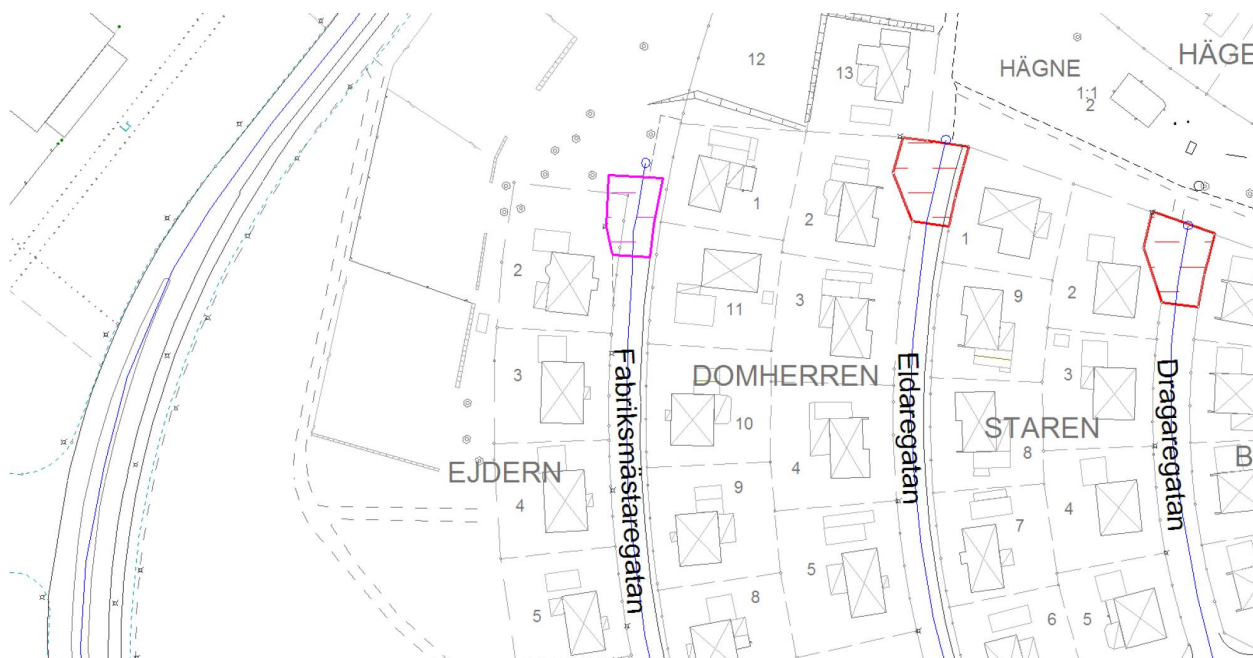 HÄGE
12
13
HÄGNE
1:1
2
Lr
1
2
1
2
2
9
3
11
3
3
Fabriksmästaregatan
DOMHERREN
Eldaregatan
Dragaregatan
10
STAREN
EJDERN
4
8
B
4
9
4
7
5
5
8
6
5